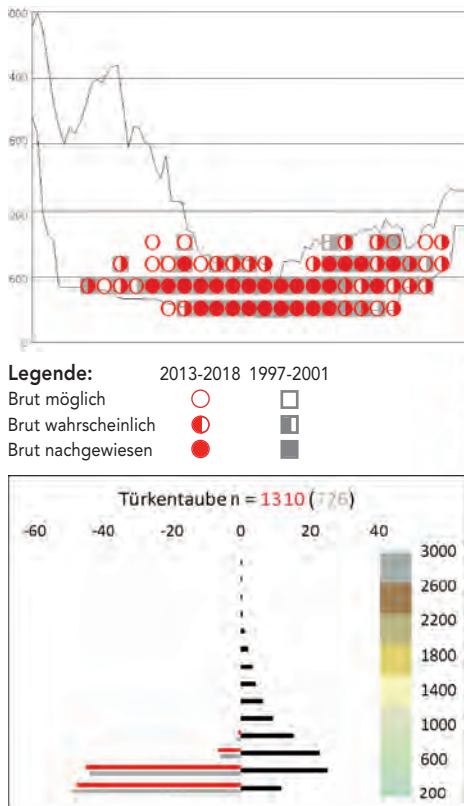 Legende: 2013-2018 1997-2001
Brut möglich
Brut wahrscheinlich
Brut nachgewiesen
Türkentaube n = 1310 (726)
-60 -40 -20 0 20 40
3000
2600
2200
1800
1400
1000
600
200